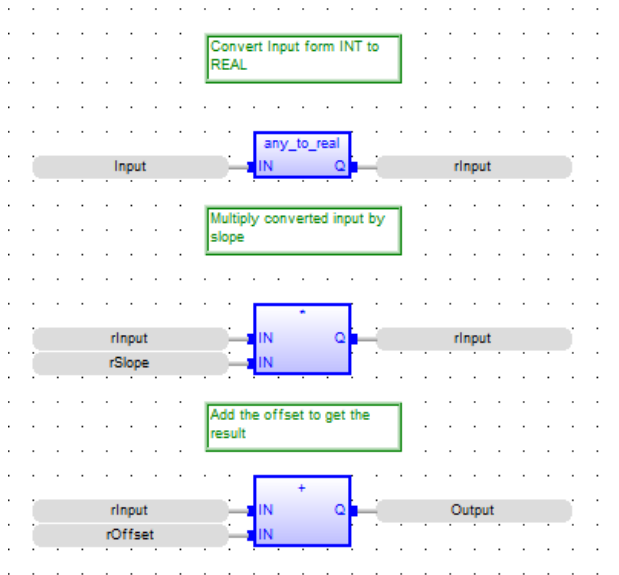 Convert Input form INT to
REAL
any_to_real
Input IN Q rInput
Multiply converted input by
slope
*
rInput IN Q rInput
rSlope IN
Add the offset to get the
result
+
rInput IN Q Output
rOffset IN